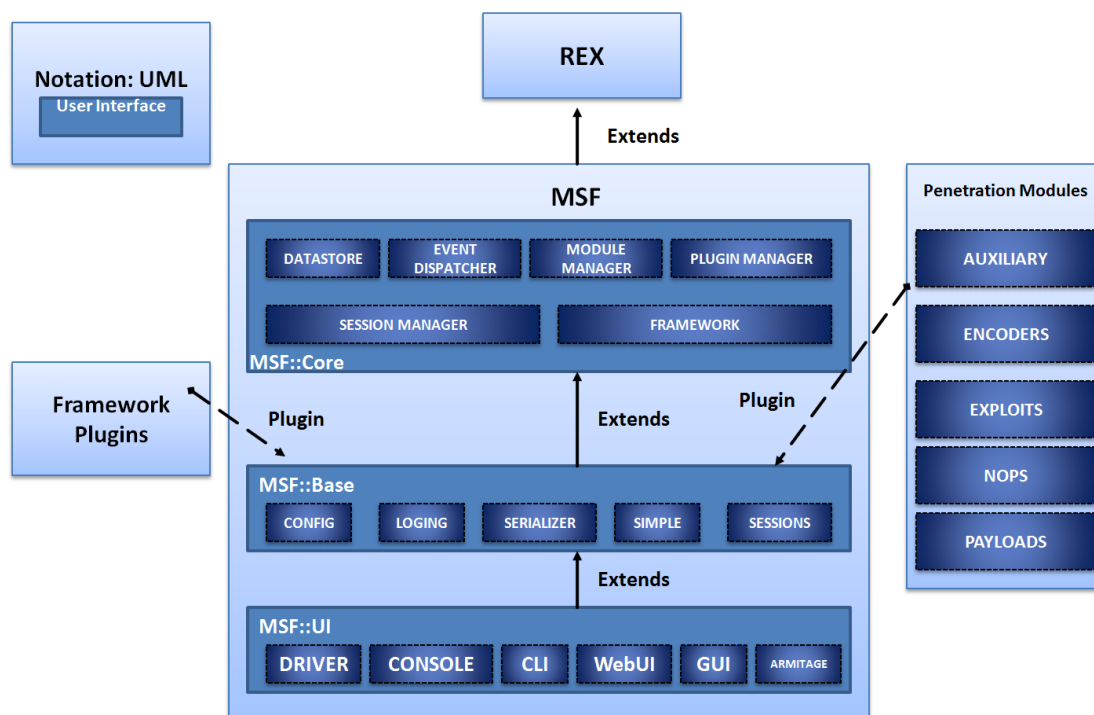 Notation: UML
User Interface
REX
Extends
MSF
DATASTORE
EVENT
DISPATCHER
MODULE
MANAGER
PLUGIN MANAGER
SESSION MANAGER
FRAMEWORK
MSF::Core
Penetration Modules
AUXILIARY
ENCODERS
EXPLOITS
NOPS
PAYLOADS
Framework
Plugins
Plugin
Extends
Plugin
MSF::Base
CONFIG
LOGING
SERIALIZER
SIMPLE
SESSIONS
Extends
MSF::UI
DRIVER
CONSOLE
CLI
WebUI
GUI
ARMITAGE